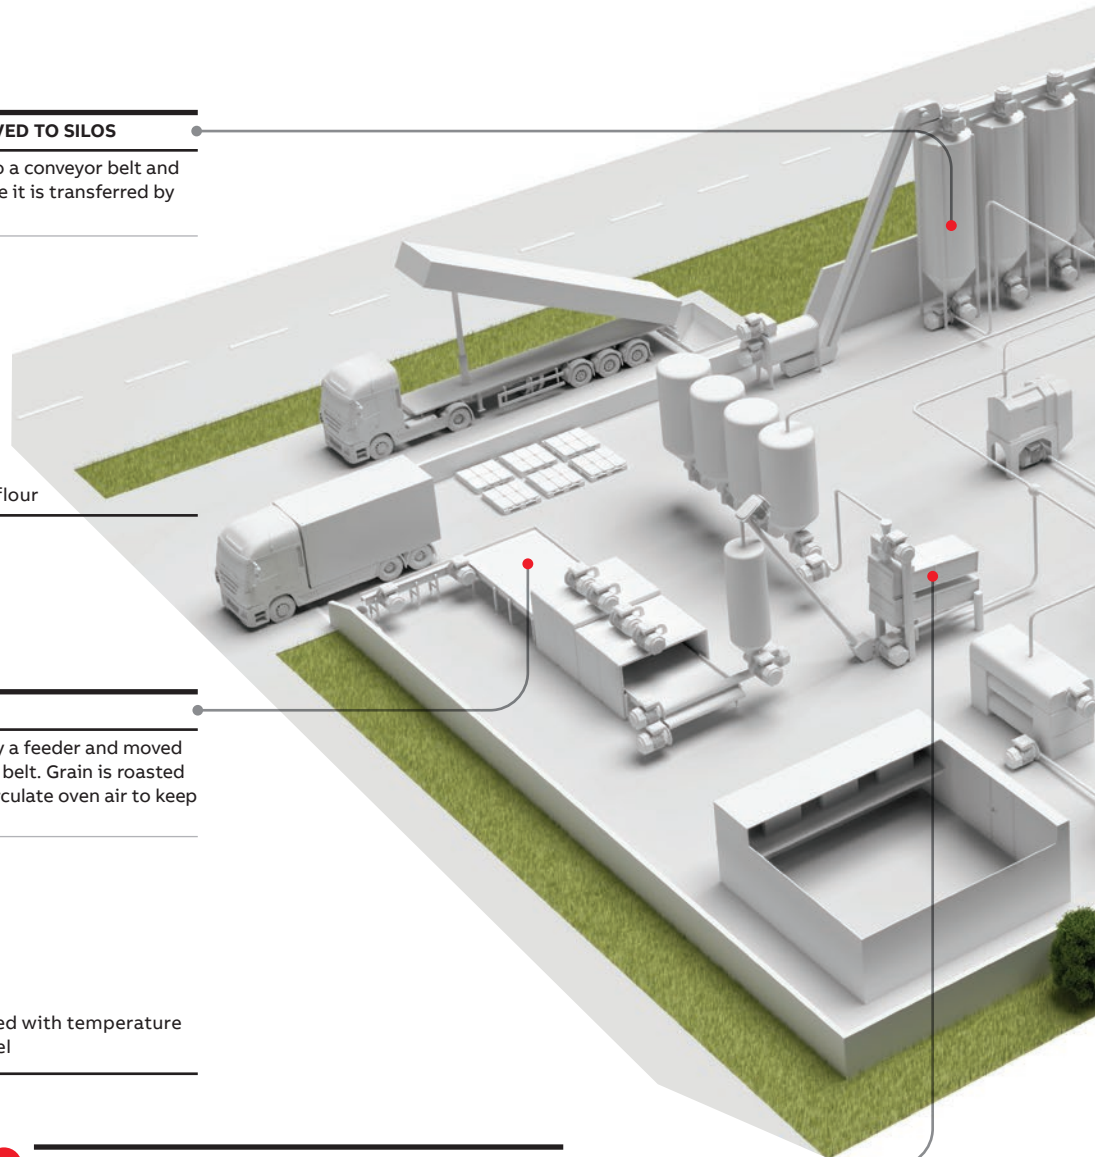 VED TO SILOS
a conveyor belt and
e it is transferred by
flour
a feeder and moved
belt. Grain is roasted
culate oven air to keep
ed with temperature
el